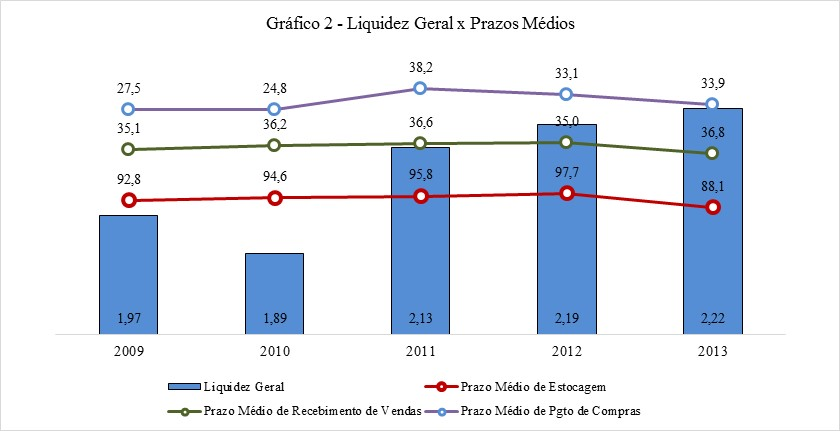 Gráfico 2 - Liquidez Geral x Prazos Médios
27,5 24,8 38,2 33,1 33,9
35,1 36,2 36,6 35,0 36,8
92,8 94,6 95,8 97,7 88,1
1,97 1,89 2,13 2,19 2,22
2009 2010 2011 2012 2013
Liquidez Geral Prazo Médio de Estocagem
Prazo Médio de Recebimento de Vendas Prazo Médio de Pgto de Compras